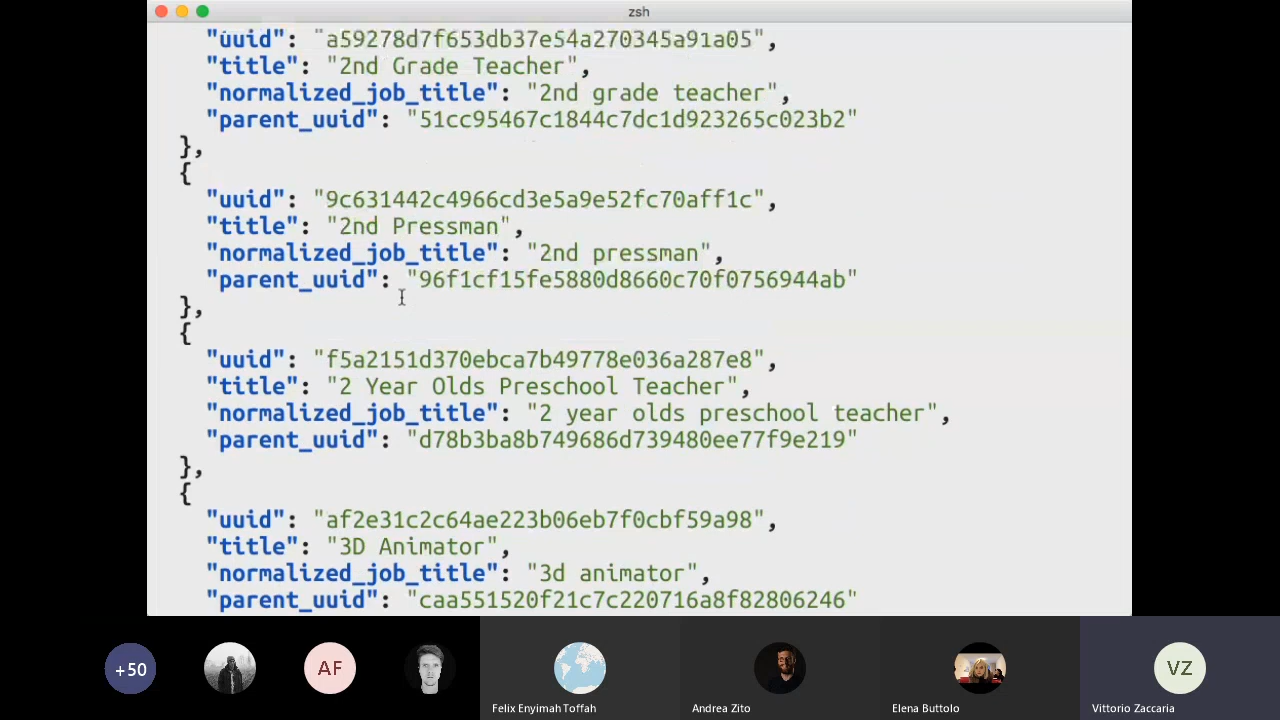 zsh
"uuid": "a59278d7f653db37e54a270345a91a05",
"title": "2nd Grade Teacher",
"normalized_job_title": "2nd grade teacher",
"parent_uuid": "51cc95467c1844c7dc1d923265c023b2"
},
{
"uuid": "9c631442c4966cd3e5a9e52fc70aff1c",
"title": "2nd Pressman",
"normalized_job_title": "2nd pressman",
"parent_uuid": "96f1cf15fe5880d8660c70f0756944ab"
},
{
"uuid": "f5a2151d370ebca7b49778e036a287e8",
"title": "2 Year Olds Preschool Teacher",
"normalized_job_title": "2 year olds preschool teacher",
"parent_uuid": "d78b3ba8b749686d739480ee77f9e219"
},
{
"uuid": "af2e31c2c64ae223b06eb7f0cbf59a98",
"title": "3D Animator",
"normalized_job_title": "3d animator",
"parent_uuid": "caa551520f21c7c220716a8f82806246"
+50
AF
VZ
Felix Enyimah Toffah
Andrea Zito
Elena Buttolo
Vittorio Zaccaria